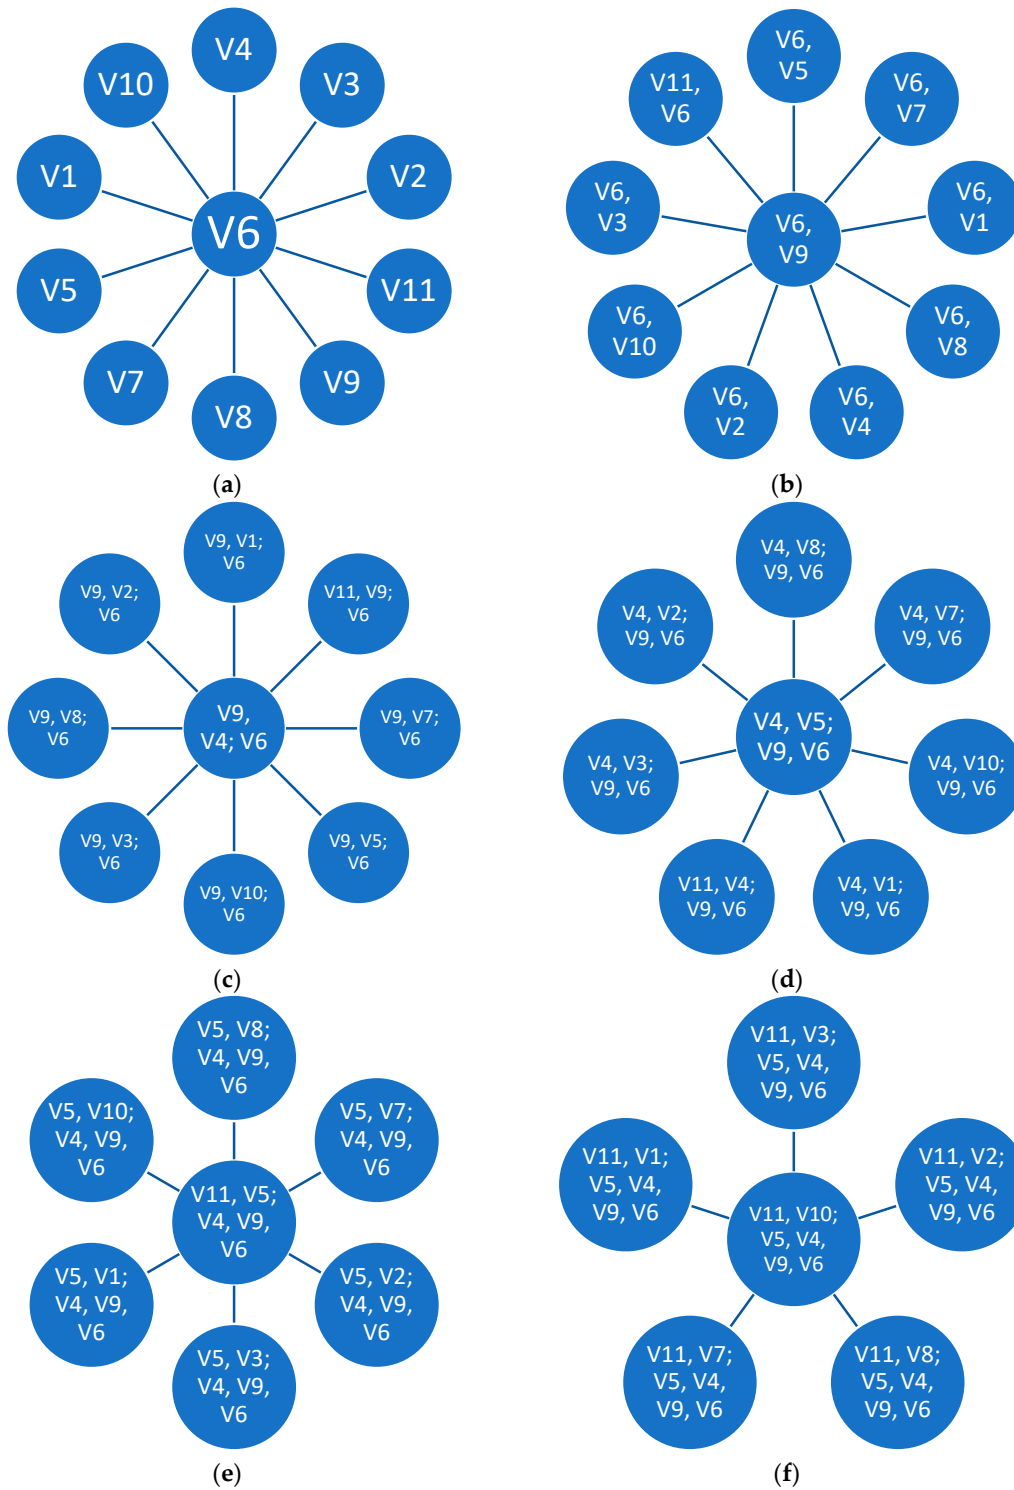 V4
V10
V3
V1
V2
V6
V5
V11
V7
V9
V8
(a)
V6,
V5
V11,
V6
V6,
V7
V6,
V3
V6,
V1
V6,
V9
V6,
V10
V6,
V8
V6,
V2
V6,
V4
(b)
V9, V1;
V6
V9, V2;
V6
V11, V9;
V6
V9, V8;
V6
V9,
V4; V6
V9, V7;
V6
V9, V3;
V6
V9, V5;
V6
V9, V10;
V6
(c)
V4, V8;
V9, V6
V4, V2;
V9, V6
V4, V7;
V9, V6
V4, V5;
V9, V6
V4, V3;
V9, V6
V4, V10;
V9, V6
V11, V4;
V9, V6
V4, V1;
V9, V6
(d)
V5, V8;
V4, V9,
V6
V5, V10;
V4, V9,
V6
V5, V7;
V4, V9,
V6
V11, V5;
V4, V9,
V6
V5, V1;
V4, V9,
V6
V5, V2;
V4, V9,
V6
V5, V3;
V4, V9,
V6
(e)
V11, V3;
V5, V4,
V9, V6
V11, V1;
V5, V4,
V9, V6
V11, V2;
V5, V4,
V9, V6
V11, V10;
V5, V4,
V9, V6
V11, V7;
V5, V4,
V9, V6
V11, V8;
V5, V4,
V9, V6
(f)